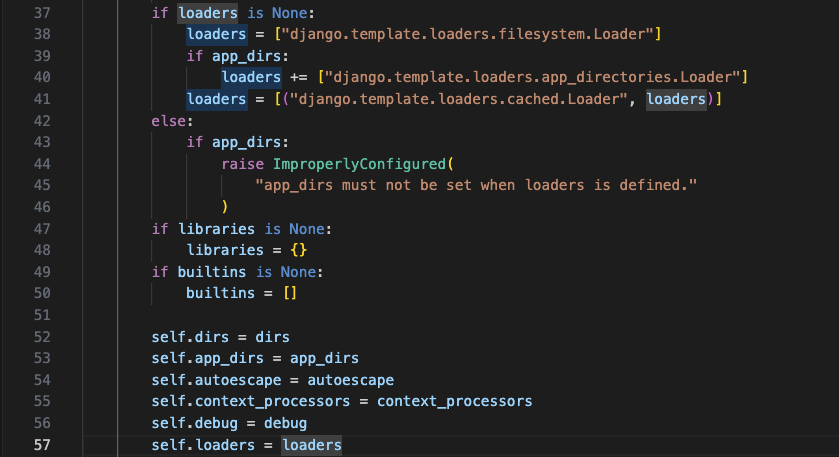 37 if loaders is None:
38 loaders = ["django.template.loaders.filesystem.Loader"]
39 if app_dirs:
40 loaders += ["django.template.loaders.app_directories.Loader"]
41 loaders = [("django.template.loaders.cached.Loader", loaders)]
42 else:
43 if app_dirs:
44 raise ImproperlyConfigured(
45 "app_dirs must not be set when loaders is defined."
46 )
47 if libraries is None:
48 libraries = {}
49 if builtins is None:
50 builtins = []
51
52 self.dirs = dirs
53 self.app_dirs = app_dirs
54 self.autoescape = autoescape
55 self.context_processors = context_processors
56 self.debug = debug
57 self.loaders = loaders